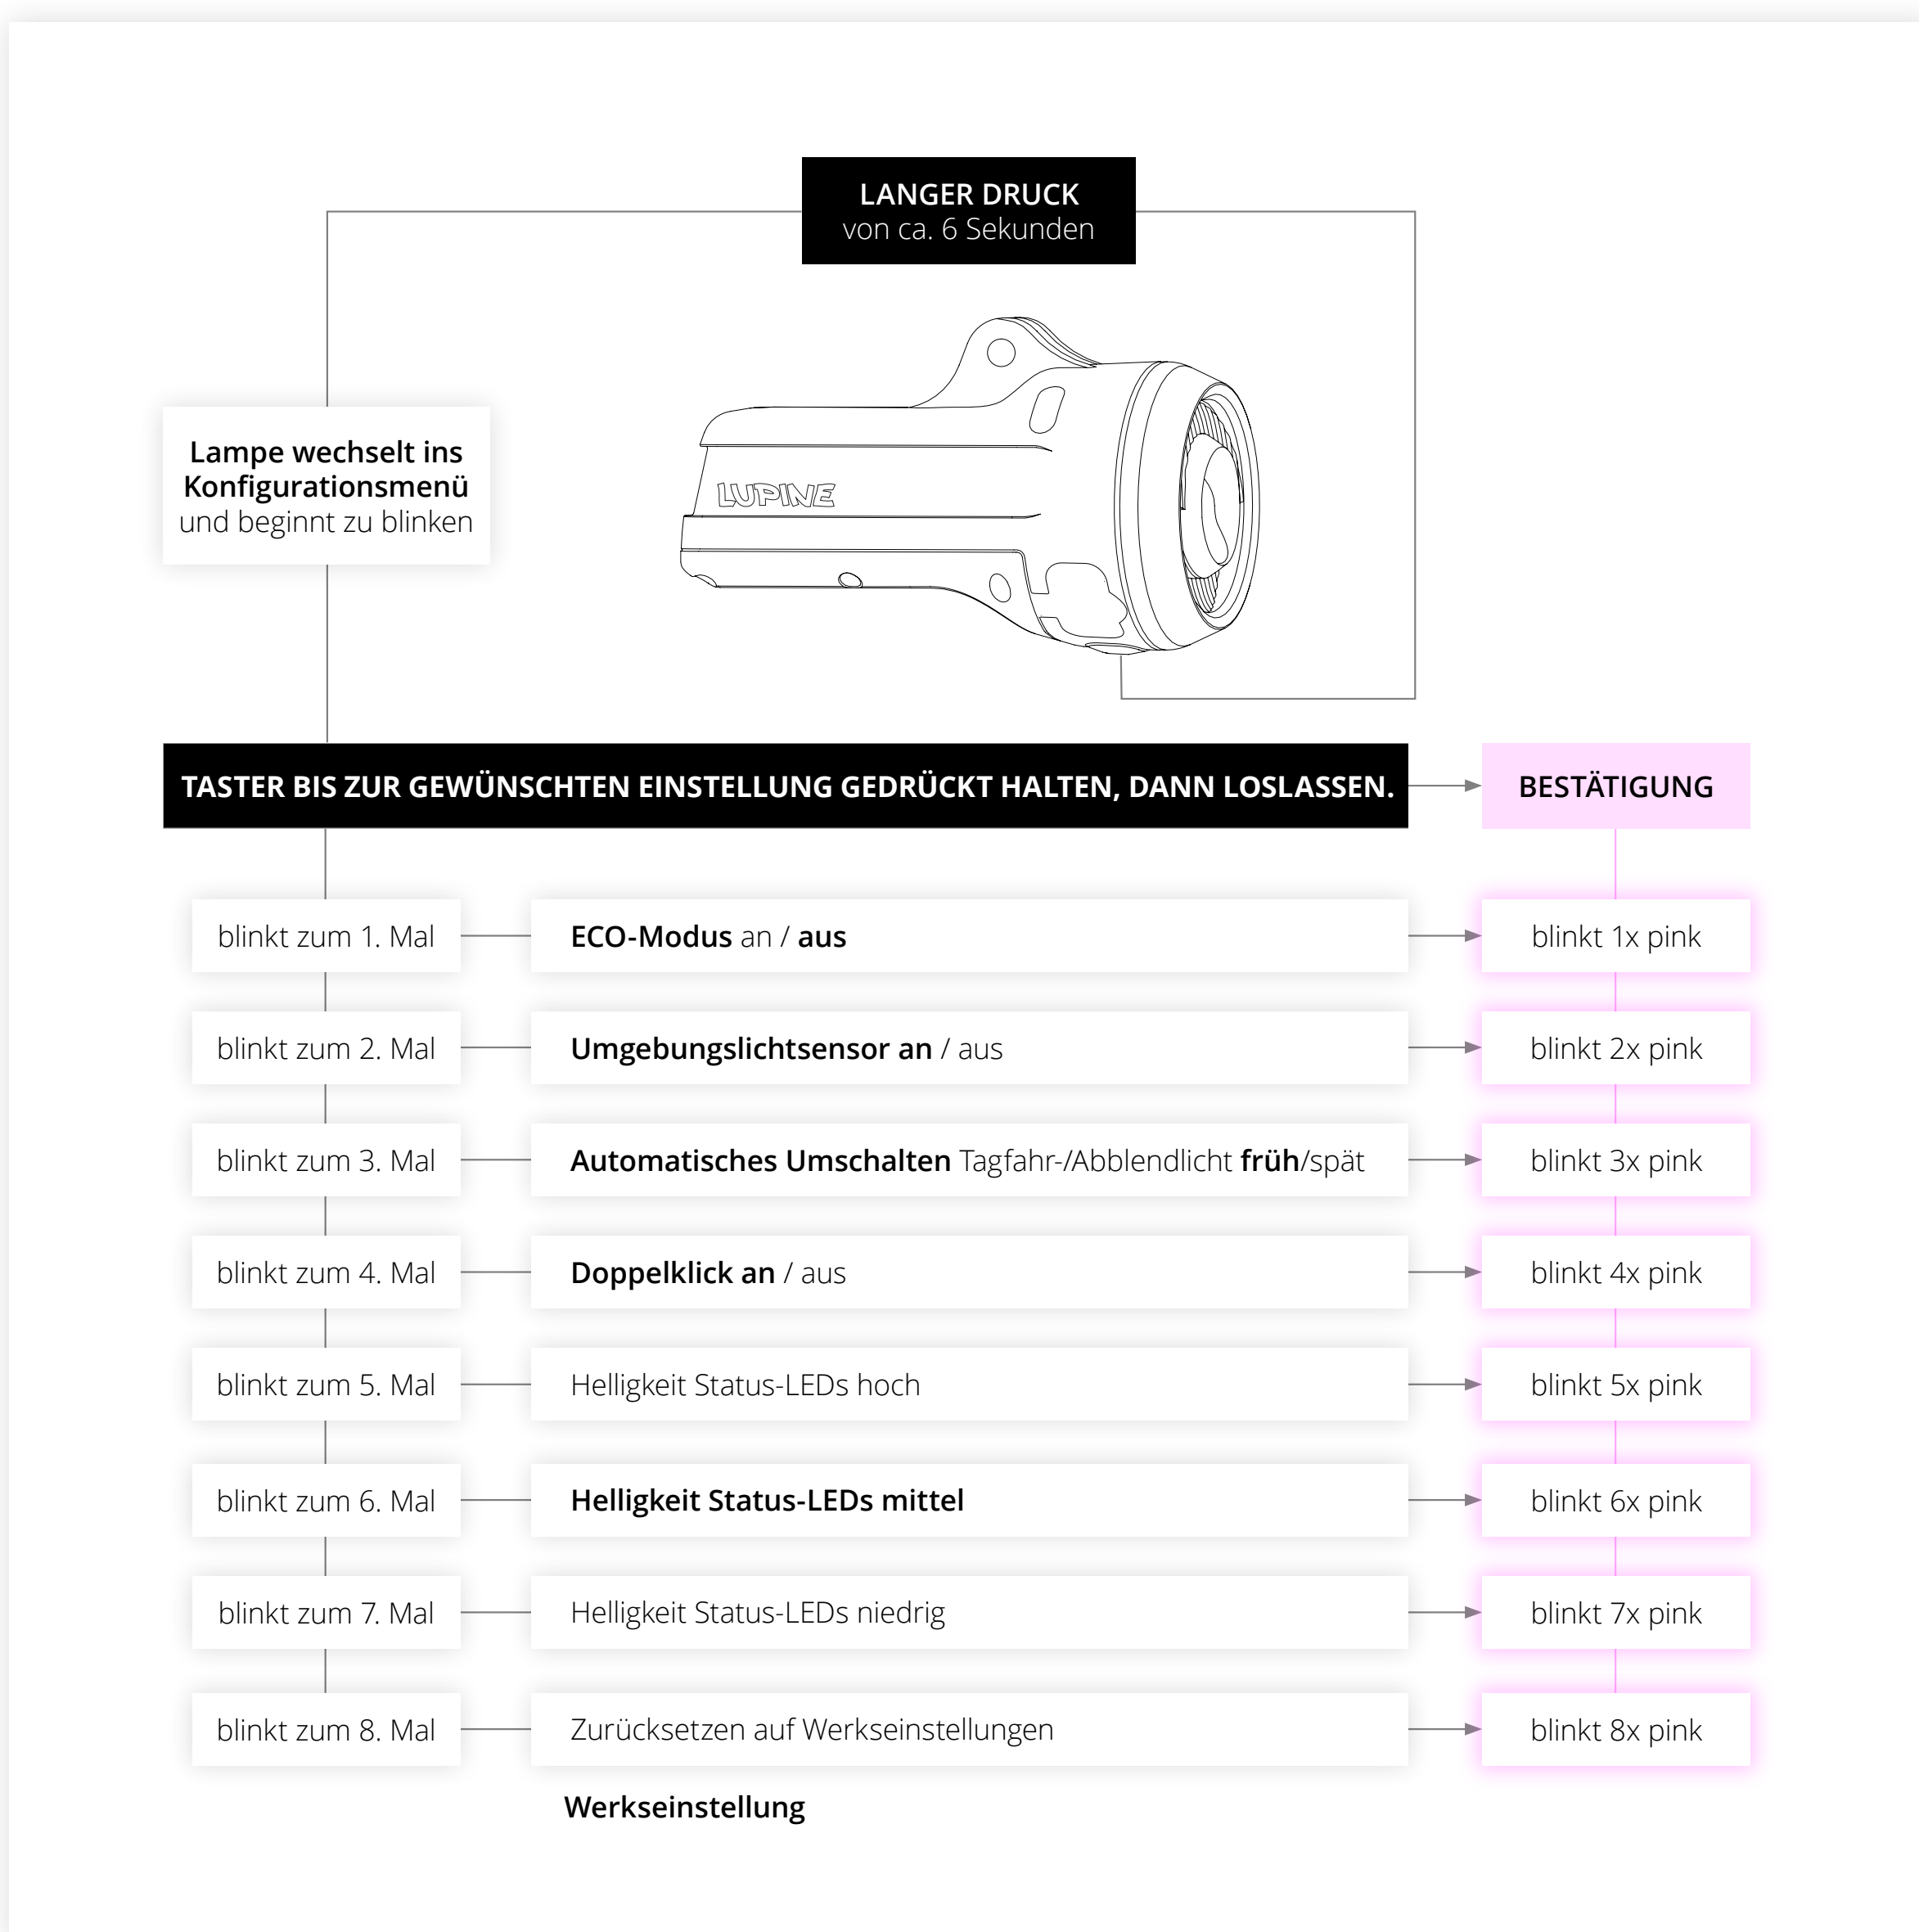 LANGER DRUCK
von ca. 6 Sekunden
Lampe wechselt ins
Konfigurationsmenü
und beginnt zu blinken
LUPINE
TASTER BIS ZUR GEWÜNSCHTEN EINSTELLUNG GEDRÜCKT HALTEN, DANN LOSLASSEN.
BESTÄTIGUNG
blinkt zum 1. Mal
ECO-Modus an / aus
blinkt 1x pink
blinkt zum 2. Mal
Umgebungslichtsensor an / aus
blinkt 2x pink
blinkt zum 3. Mal
Automatisches Umschalten Tagfahr-/Abblendlicht früh/spät
blinkt 3x pink
blinkt zum 4. Mal
Doppelklick an / aus
blinkt 4x pink
blinkt zum 5. Mal
Helligkeit Status-LEDs hoch
blinkt 5x pink
blinkt zum 6. Mal
Helligkeit Status-LEDs mittel
blinkt 6x pink
blinkt zum 7. Mal
Helligkeit Status-LEDs niedrig
blinkt 7x pink
blinkt zum 8. Mal
Zurücksetzen auf Werkseinstellungen
blinkt 8x pink
Werkseinstellung